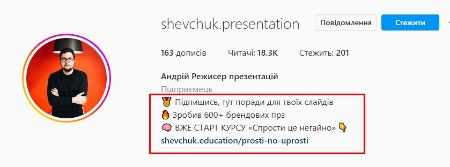 shevchuk.presentation
Повідомлення
Стежити
163 дописів Читачі: 18.3K Стежить: 201
Андрій Режисер презентацій
Підприємець
🏅 Підпишись, тут поради для твоїх слайдів
🔥 Зробив 600+ брендових прз
🧠 ВЖЕ СТАРТ КУРСУ «Спрости це негайно» 👇
shevchuk.education/prosti-no-uprosti